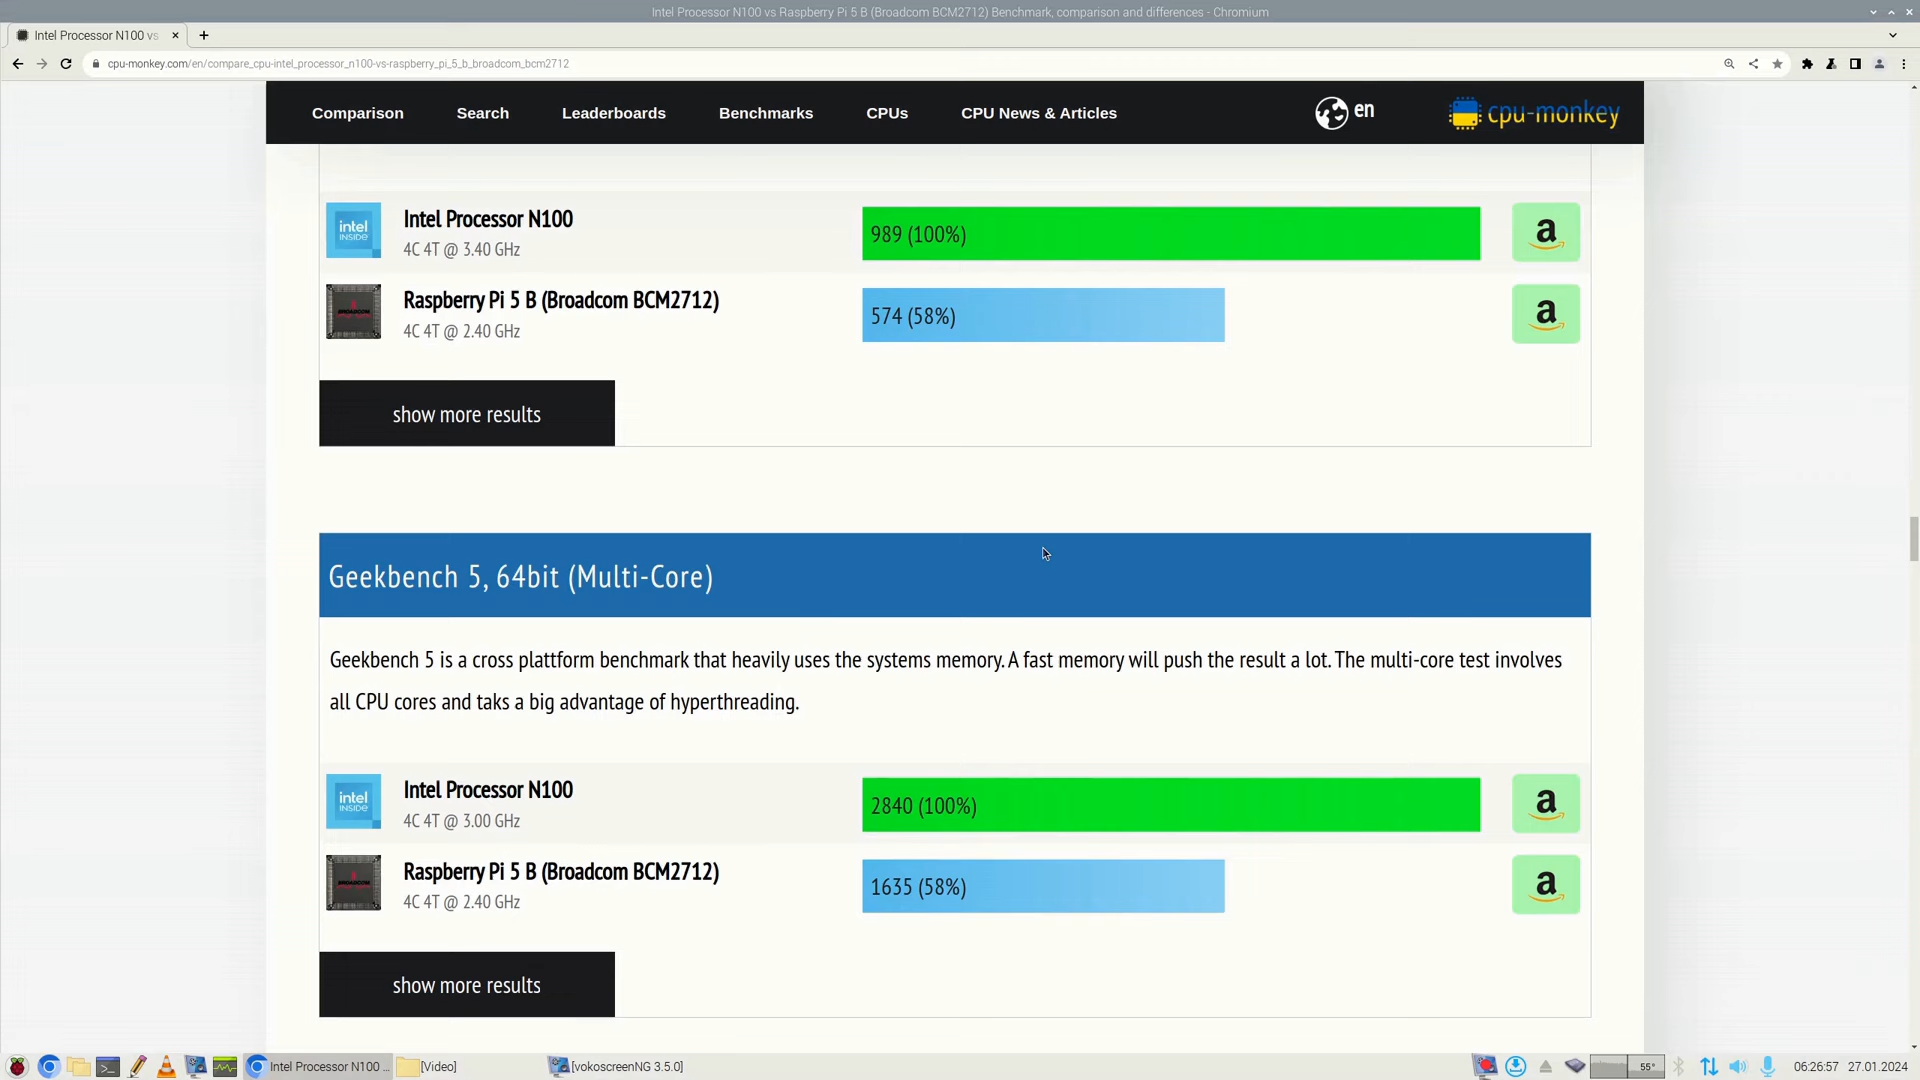 Intel Processor N100 vs Raspberry Pi 5 B (Broadcom BCM2712) Benchmark, comparison and differences - Chromium
Intel Processor N100 vs
cpu-monkey.com/en/compare_cpu-intel_processor_n100-vs-raspberry_pi_5_b_broadcom_bcm2712
Comparison Search Leaderboards Benchmarks CPUs CPU News & Articles en cpu-monkey
intel INSIDE
Intel Processor N100
4C 4T @ 3.40 GHz
989 (100%)
a
BROADCOM
Raspberry Pi 5 B (Broadcom BCM2712)
4C 4T @ 2.40 GHz
574 (58%)
a
show more results
Geekbench 5, 64bit (Multi-Core)
Geekbench 5 is a cross plattform benchmark that heavily uses the systems memory. A fast memory will push the result a lot. The multi-core test involves
all CPU cores and taks a big advantage of hyperthreading.
intel INSIDE
Intel Processor N100
4C 4T @ 3.00 GHz
2840 (100%)
a
Raspberry Pi 5 B (Broadcom BCM2712)
4C 4T @ 2.40 GHz
1635 (58%)
a
show more results
Intel Processor N100 ... [Video] [vokoscreenNG 3.5.0] 55° 06:26:57 27.01.2024